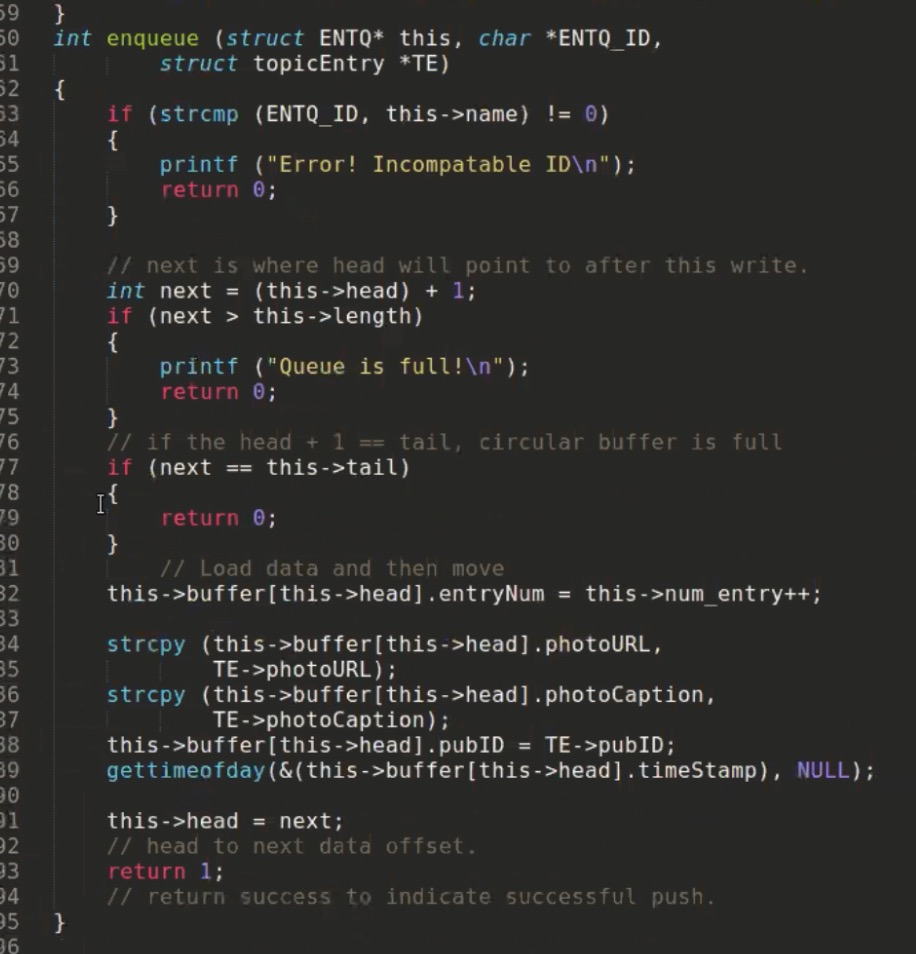 59 }
60 int enqueue (struct ENTQ* this, char *ENTQ_ID,
61         struct topicEntry *TE)
62 {
63     if (strcmp (ENTQ_ID, this->name) != 0)
64     {
65         printf ("Error! Incompatable ID\n");
66         return 0;
67     }
68
69     // next is where head will point to after this write.
70     int next = (this->head) + 1;
71     if (next > this->length)
72     {
73         printf ("Queue is full!\n");
74         return 0;
75     }
76     // if the head + 1 == tail, circular buffer is full
77     if (next == this->tail)
78     {
79         return 0;
80     }
81         // Load data and then move
82     this->buffer[this->head].entryNum = this->num_entry++;
83
84     strcpy (this->buffer[this->head].photoURL,
85             TE->photoURL);
86     strcpy (this->buffer[this->head].photoCaption,
87             TE->photoCaption);
88     this->buffer[this->head].pubID = TE->pubID;
89     gettimeofday(&(this->buffer[this->head].timeStamp), NULL);
90
91     this->head = next;
92     // head to next data offset.
93     return 1;
94     // return success to indicate successful push.
95 }
96